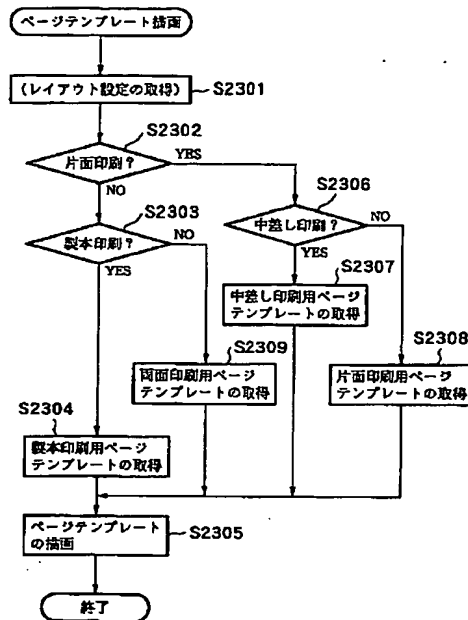 ページテンプレート描画
(レイアウト設定の取得)
S2301
S2302
片面印刷?
YES
NO
S2306
中差し印刷?
NO
YES
S2303
製本印刷?
NO
YES
S2307
中差し印刷用ページ
テンプレートの取得
S2309
両面印刷用ページ
テンプレートの取得
S2308
片面印刷用ページ
テンプレートの取得
S2304
製本印刷用ページ
テンプレートの取得
ページテンプレート
の描画
S2305
終了